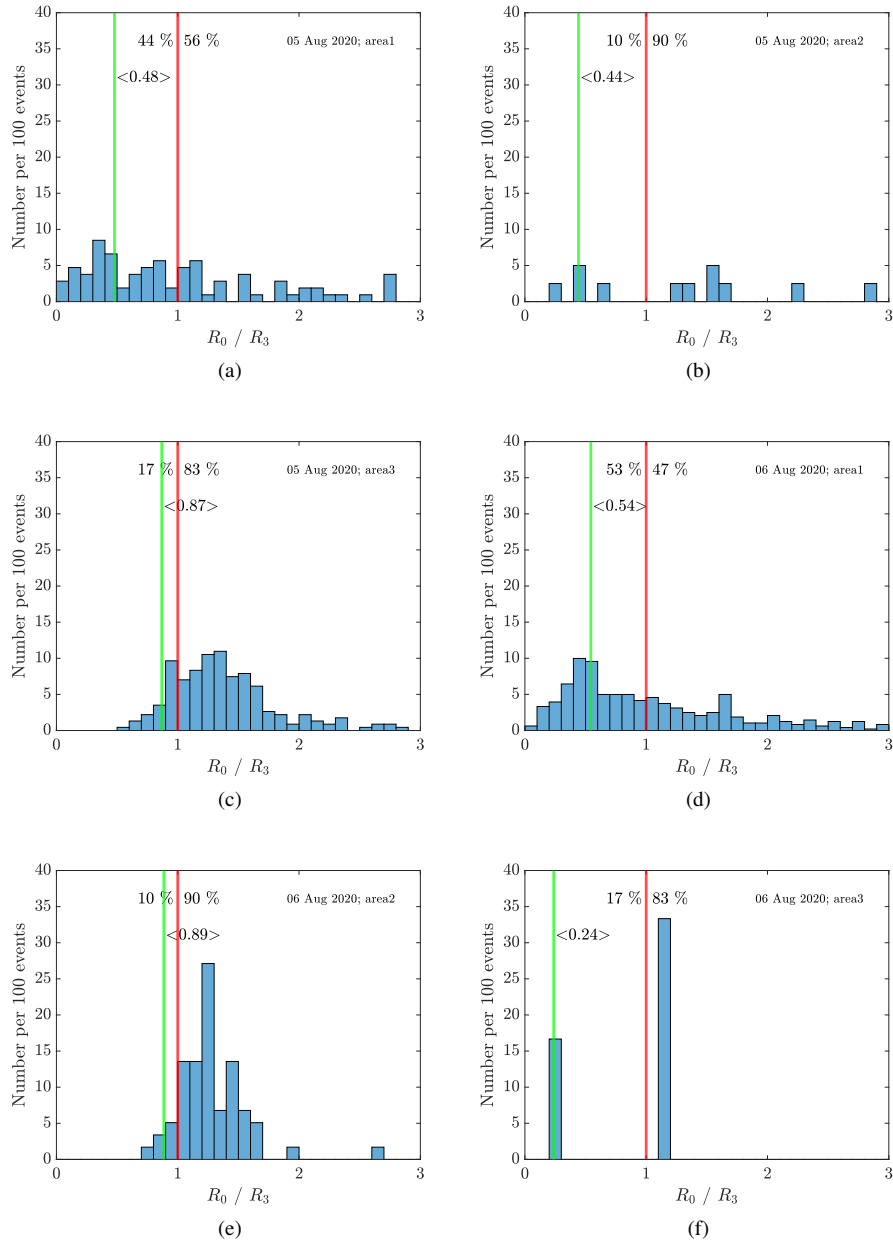 44 % 56 %
05 Aug 2020; area1
<0.48>
Number per 100 events
40
35
30
25
20
15
10
5
0
0 1 2 3
R₀ / R₃
(a)
10 % 90 %
05 Aug 2020; area2
<0.44>
Number per 100 events
40
35
30
25
20
15
10
5
0
0 1 2 3
R₀ / R₃
(b)
17 % 83 %
05 Aug 2020; area3
<0.87>
Number per 100 events
40
35
30
25
20
15
10
5
0
0 1 2 3
R₀ / R₃
(c)
53 % 47 %
06 Aug 2020; area1
<0.54>
Number per 100 events
40
35
30
25
20
15
10
5
0
0 1 2 3
R₀ / R₃
(d)
10 % 90 %
06 Aug 2020; area2
<0.89>
Number per 100 events
40
35
30
25
20
15
10
5
0
0 1 2 3
R₀ / R₃
(e)
17 % 83 %
06 Aug 2020; area3
<0.24>
Number per 100 events
40
35
30
25
20
15
10
5
0
0 1 2 3
R₀ / R₃
(f)